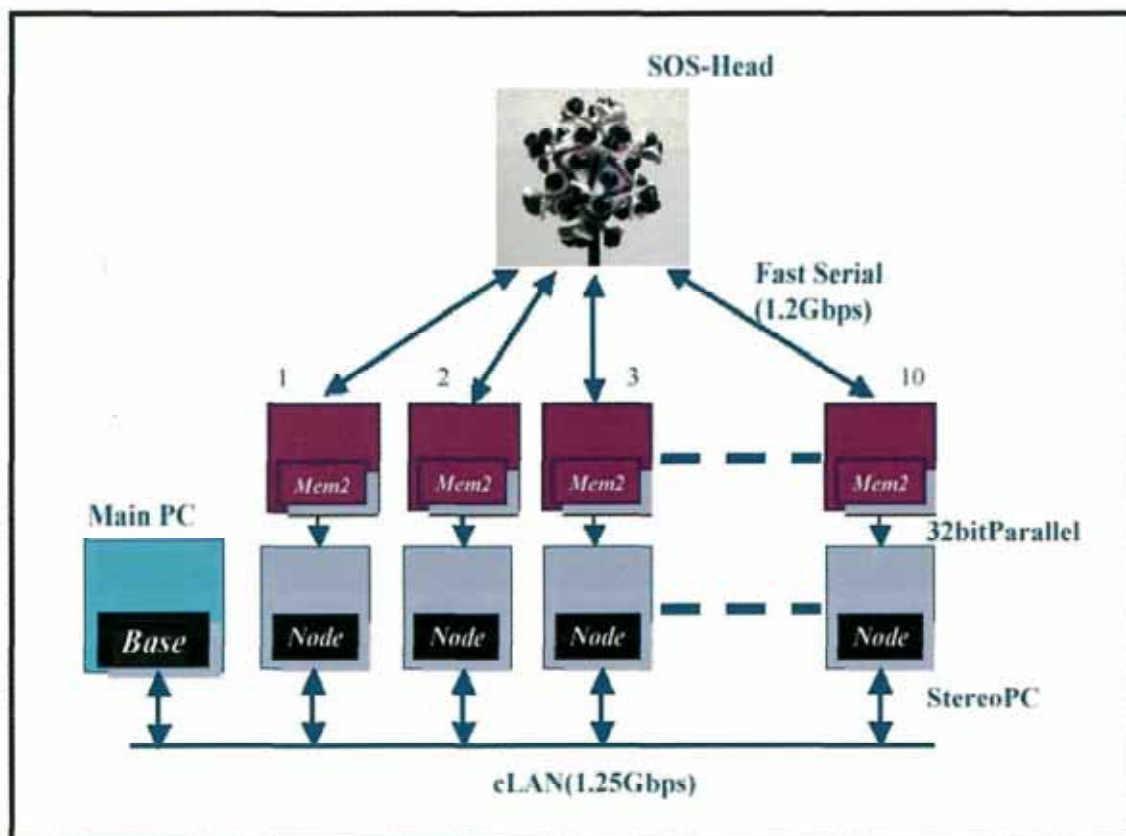 SOS-Head
Fast Serial
(1.2Gbps)
1 2 3 10
Mem2 Mem2 Mem2 Mem2
Main PC
32bitParallel
Base Node Node Node Node
StereoPC
cLAN(1.25Gbps)